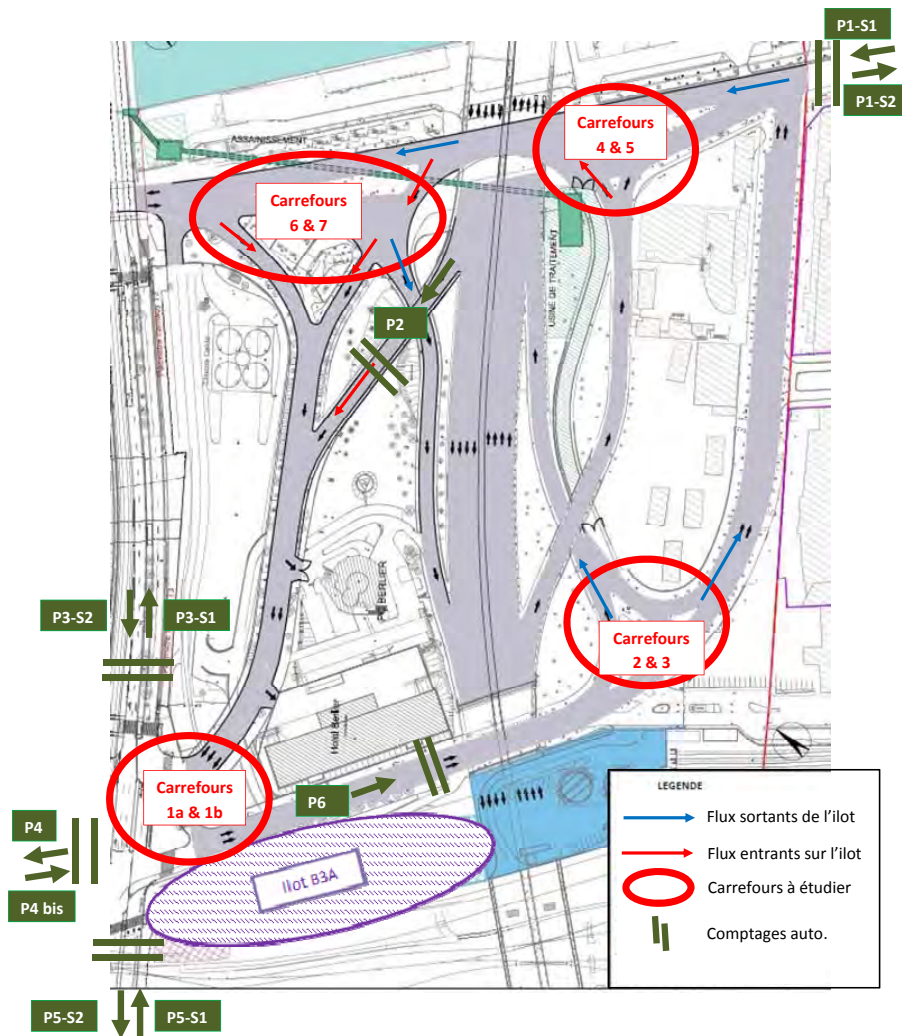 P1-S1
P1-S2
ASSAINISSEMENT
Carrefours
4 & 5
Carrefours
6 & 7
USINE DE TRAITEMENT
P2
P3-S2
P3-S1
Carrefours
2 & 3
Hotel Berlier
Carrefours
1a & 1b
P6
P4
P4 bis
Ilot B3A
P5-S2
P5-S1
LEGENDE
Flux sortants de l'ilot
Flux entrants sur l'ilot
Carrefours à étudier
Comptages auto.